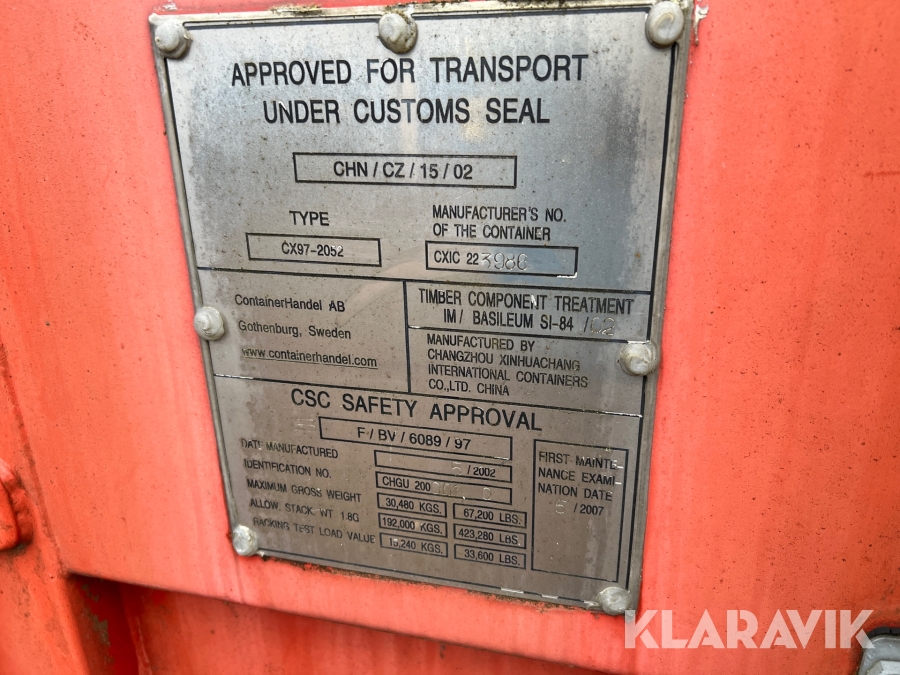 APPROVED FOR TRANSPORT
UNDER CUSTOMS SEAL
CHN / CZ / 15 / 02
TYPE
CX97-2052
MANUFACTURER'S NO.
OF THE CONTAINER
CXIC 223986
ContainerHandel AB
Gothenburg, Sweden
www.containerhandel.com
TIMBER COMPONENT TREATMENT
IM / BASILEUM SI-84 / 02
MANUFACTURED BY
CHANGZHOU XINHUACHANG
INTERNATIONAL CONTAINERS
CO.,LTD. CHINA
CSC SAFETY APPROVAL
F / BV / 6089 / 97
DATE MANUFACTURED / 2002
IDENTIFICATION NO. CHGU 200
MAXIMUM GROSS WEIGHT 30,480 KGS. 67,200 LBS.
ALLOW. STACK. WT 1.8G 192,000 KGS. 423,280 LBS.
RACKING TEST LOAD VALUE 15,240 KGS. 33,600 LBS.
FIRST MAINTE-
NANCE EXAMI-
NATION DATE
/ 2007
KLARAVIK